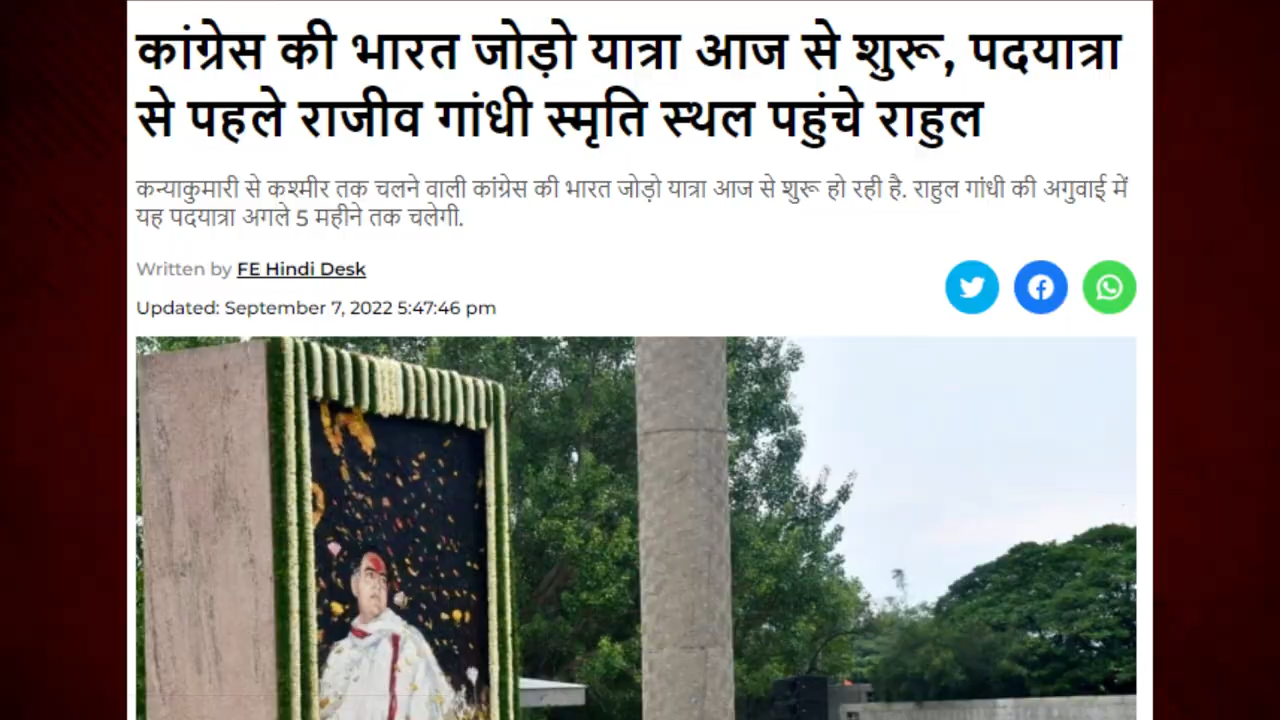 कांग्रेस की भारत जोड़ो यात्रा आज से शुरू, पदयात्रा
से पहले राजीव गांधी स्मृति स्थल पहुंचे राहुल
कन्याकुमारी से कश्मीर तक चलने वाली कांग्रेस की भारत जोड़ो यात्रा आज से शुरू हो रही है. राहुल गांधी की अगुवाई में
यह पदयात्रा अगले 5 महीने तक चलेगी.
Written by FE Hindi Desk
Updated: September 7, 2022 5:47:46 pm